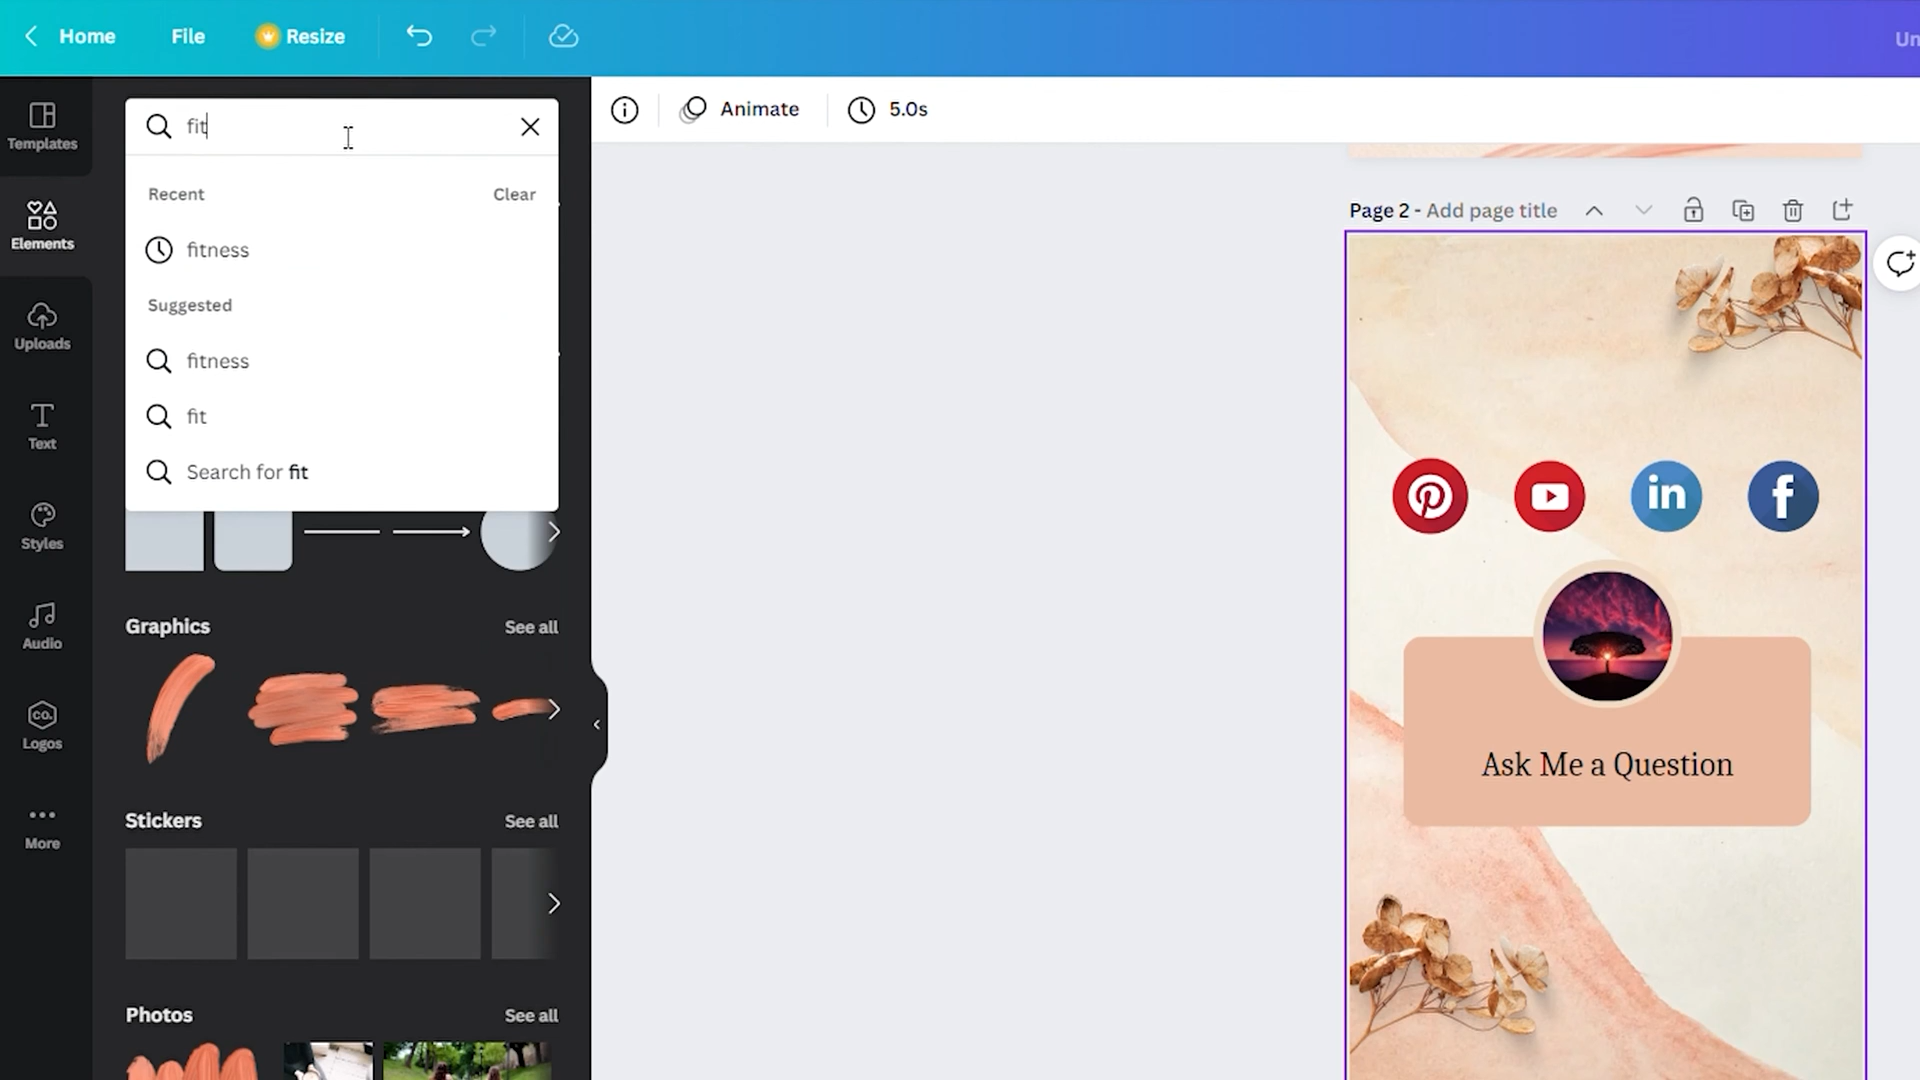 Home
File
Resize
Un
Templates
Elements
Uploads
Text
Styles
Audio
CO.
Logos
More
fit
Recent
Clear
fitness
Suggested
fitness
fit
Search for fit
Graphics
See all
Stickers
See all
Photos
See all
Animate
5.0s
Page 2 - Add page title
in
f
Ask Me a Question